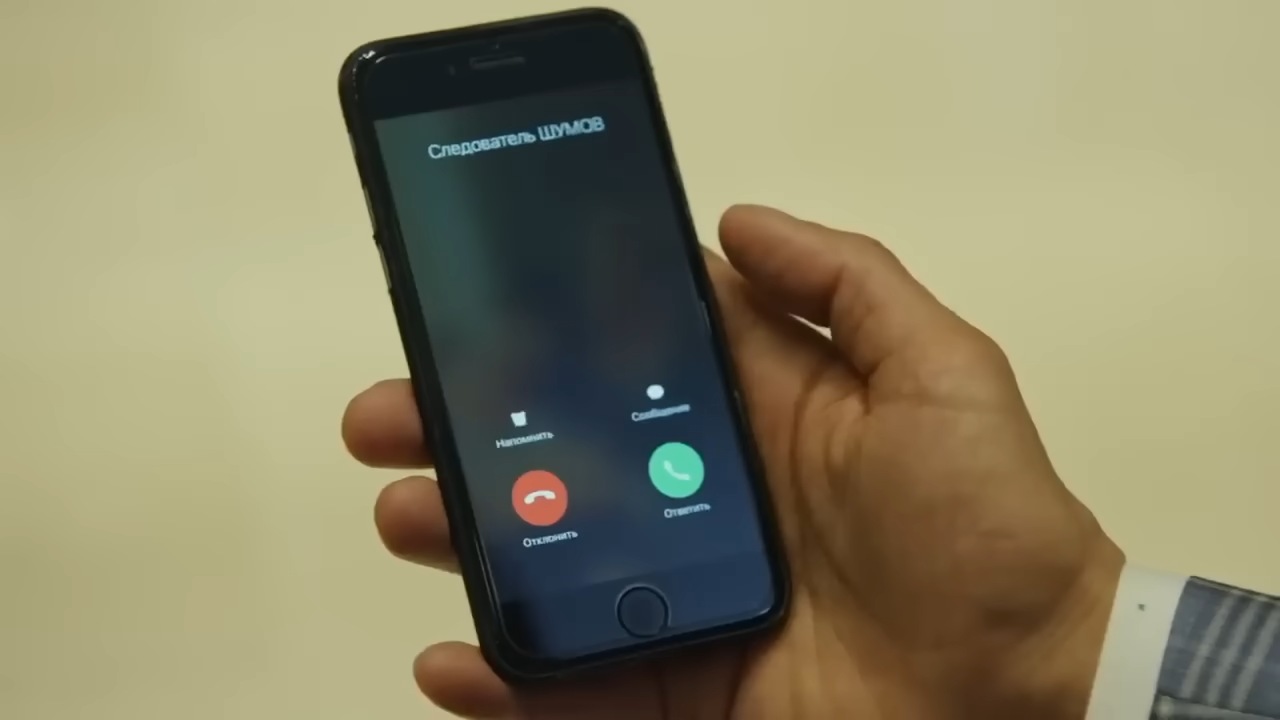 Следователь ШУМОВ
Напомнить
Сообщение
Отклонить
Ответить